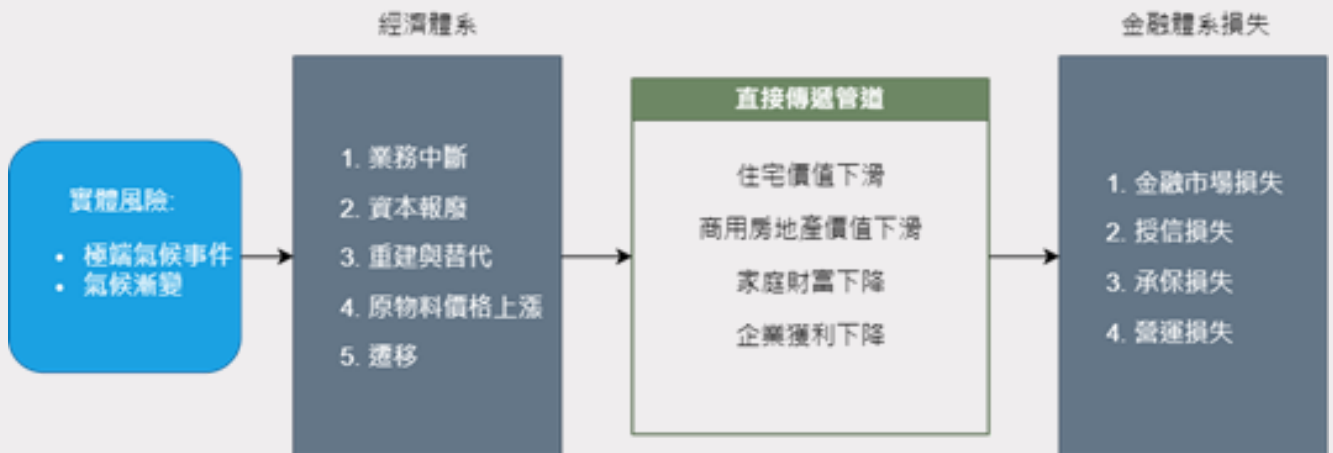 經濟體系
金融體系損失
實體風險:
• 極端氣候事件
• 氣候漸變
1. 業務中斷
2. 資本報廢
3. 重建與替代
4. 原物料價格上漲
5. 遷移
直接傳遞管道
住宅價值下滑
商用房地產價值下滑
家庭財富下降
企業獲利下降
1. 金融市場損失
2. 授信損失
3. 承保損失
4. 營運損失